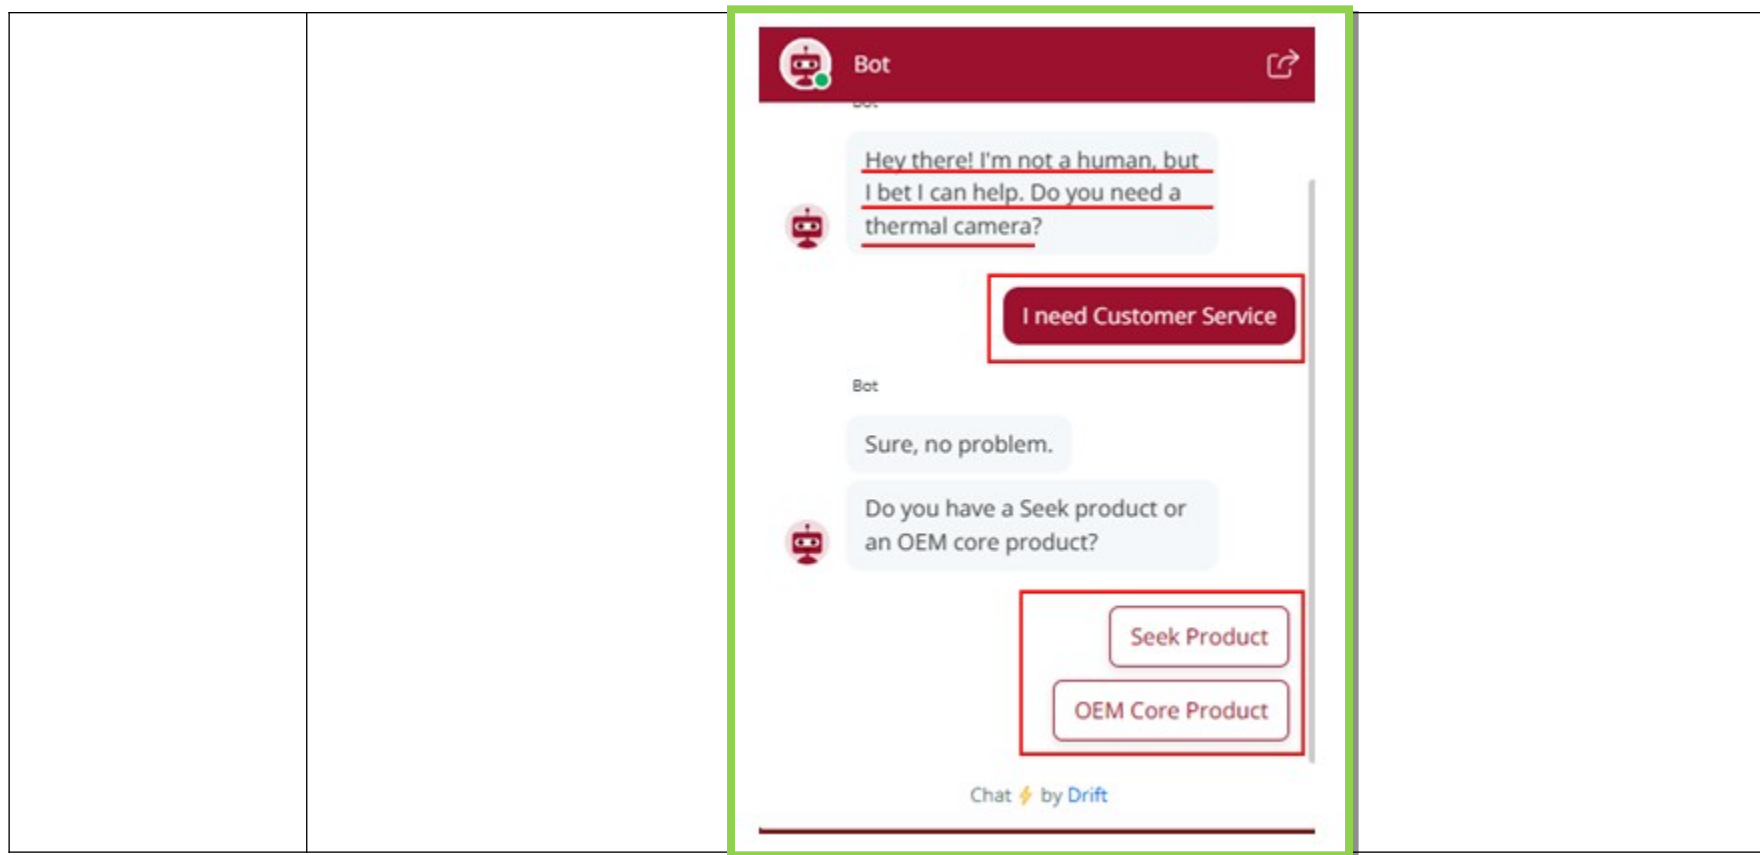 Bot
Bot
Hey there! I'm not a human, but
I bet I can help. Do you need a
thermal camera?
I need Customer Service
Bot
Sure, no problem.
Do you have a Seek product or
an OEM core product?
Seek Product
OEM Core Product
Chat ⚡ by Drift